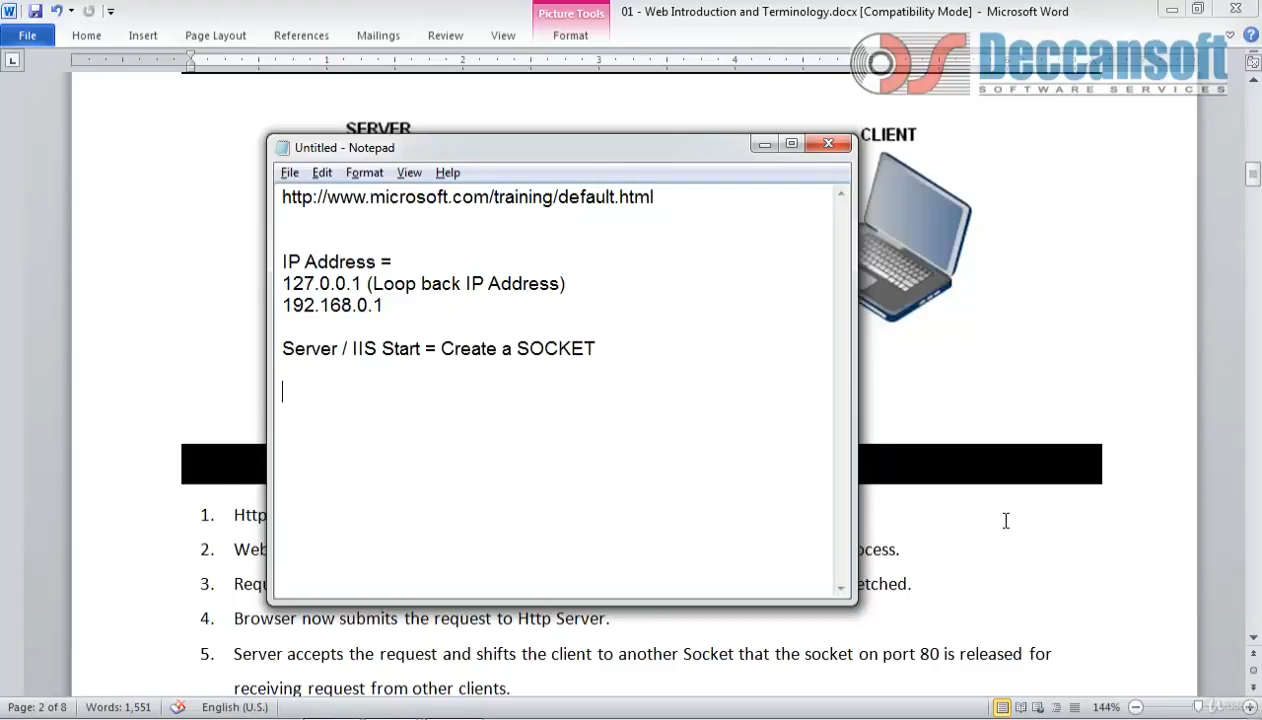 01 - Web Introduction and Terminology.docx [Compatibility Mode] - Microsoft Word
Picture Tools
File Home Insert Page Layout References Mailings Review View Format
Deccansoft
SOFTWARE SERVICES
1 2 3 4
SERVER
CLIENT
Untitled - Notepad
File Edit Format View Help
http://www.microsoft.com/training/default.html
IP Address =
127.0.0.1 (Loop back IP Address)
192.168.0.1
Server / IIS Start = Create a SOCKET
1. Http
2. Web ocess.
3. Requ etched.
4. Browser now submits the request to Http Server.
5. Server accepts the request and shifts the client to another Socket that the socket on port 80 is released for
receiving request from other clients.
Page: 2 of 8 Words: 1,551 English (U.S.) 144%